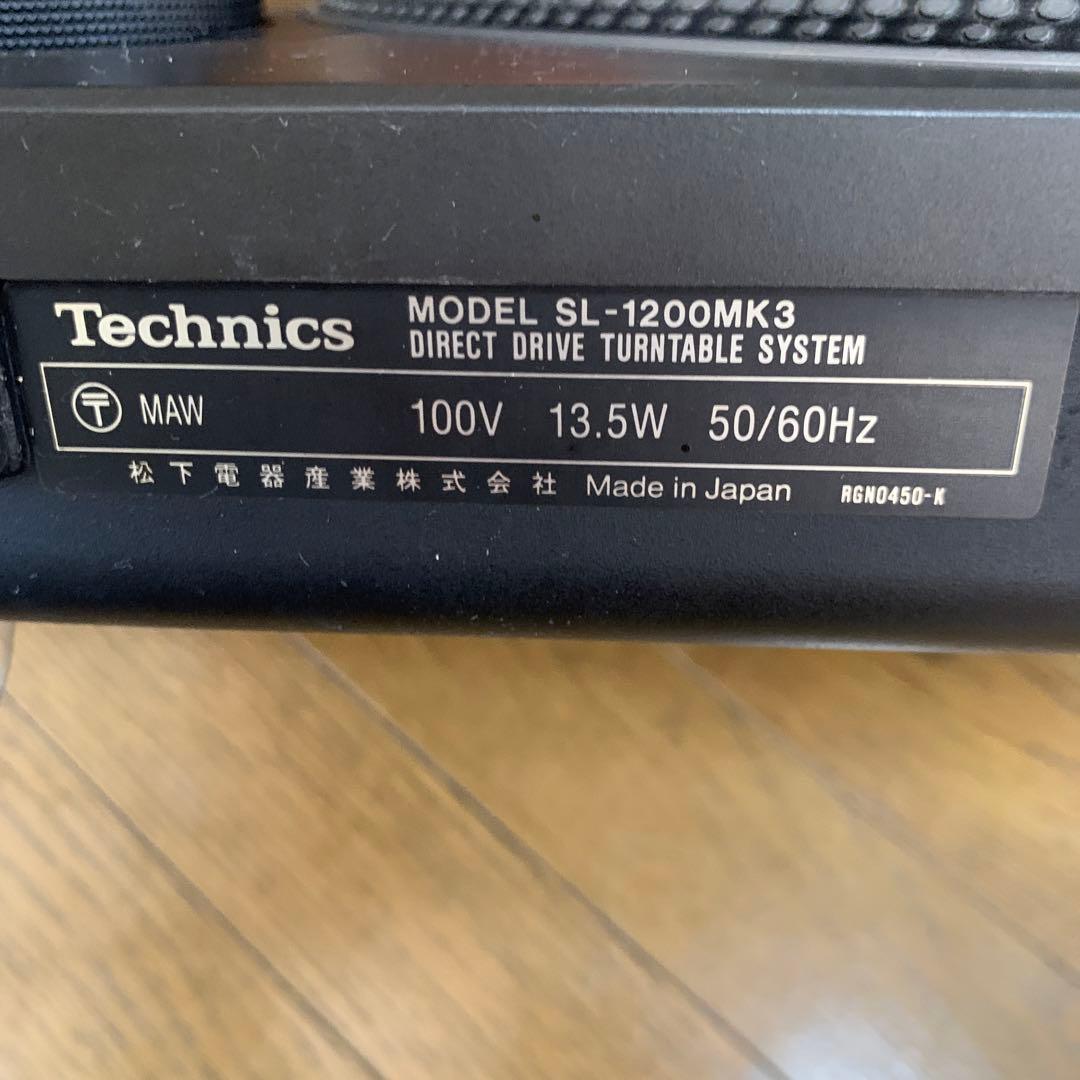 Technics
MODEL SL-1200MK3
DIRECT DRIVE TURNTABLE SYSTEM
〶 MAW 100V 13.5W 50/60Hz
松下電器産業株式会社 Made in Japan RGN0450-K